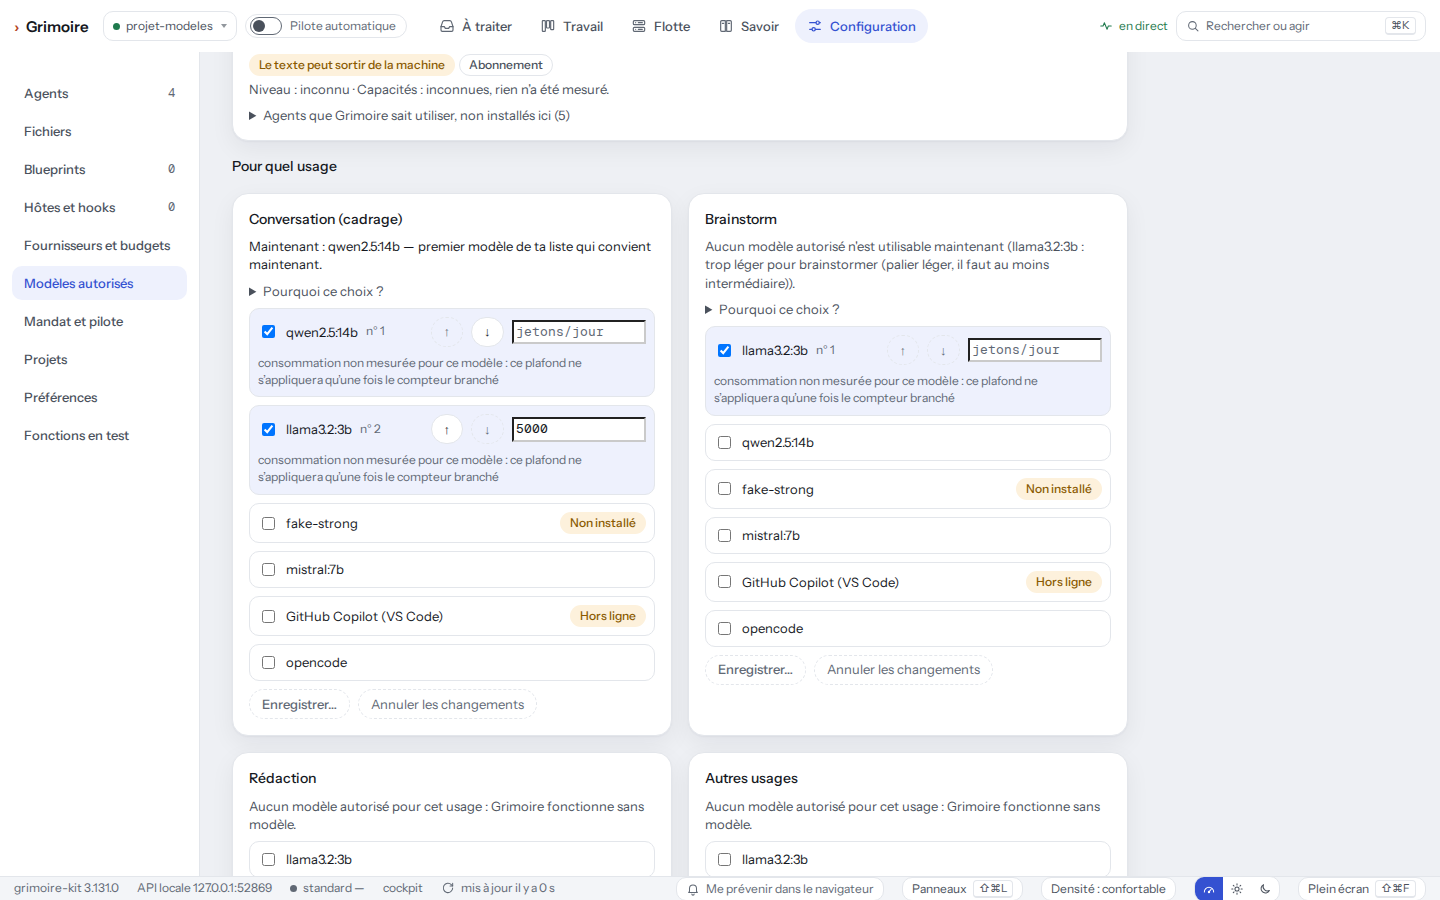 › Grimoire
projet-modeles
Pilote automatique
À traiter
Travail
Flotte
Savoir
Configuration
en direct
Rechercher ou agir
⌘K
Agents 4
Fichiers
Blueprints 0
Hôtes et hooks 0
Fournisseurs et budgets
Modèles autorisés
Mandat et pilote
Projets
Préférences
Fonctions en test
Le texte peut sortir de la machine
Abonnement
Niveau : inconnu · Capacités : inconnues, rien n'a été mesuré.
Agents que Grimoire sait utiliser, non installés ici (5)
Pour quel usage
Conversation (cadrage)
Maintenant : qwen2.5:14b — premier modèle de ta liste qui convient
maintenant.
Pourquoi ce choix ?
qwen2.5:14b n° 1 ↑ ↓ jetons/jour
consommation non mesurée pour ce modèle : ce plafond ne
s'appliquera qu'une fois le compteur branché
llama3.2:3b n° 2 ↑ ↓ 5000
consommation non mesurée pour ce modèle : ce plafond ne
s'appliquera qu'une fois le compteur branché
fake-strong Non installé
mistral:7b
GitHub Copilot (VS Code) Hors ligne
opencode
Enregistrer… Annuler les changements
Brainstorm
Aucun modèle autorisé n'est utilisable maintenant (llama3.2:3b :
trop léger pour brainstormer (palier léger, il faut au moins
intermédiaire)).
Pourquoi ce choix ?
llama3.2:3b n° 1 ↑ ↓ jetons/jour
consommation non mesurée pour ce modèle : ce plafond ne
s'appliquera qu'une fois le compteur branché
qwen2.5:14b
fake-strong Non installé
mistral:7b
GitHub Copilot (VS Code) Hors ligne
opencode
Enregistrer… Annuler les changements
Rédaction
Aucun modèle autorisé pour cet usage : Grimoire fonctionne sans
modèle.
llama3.2:3b
Autres usages
Aucun modèle autorisé pour cet usage : Grimoire fonctionne sans
modèle.
llama3.2:3b
grimoire-kit 3.131.0
API locale 127.0.0.1:52869
standard —
cockpit
mis à jour il y a 0 s
Me prévenir dans le navigateur
Panneaux ⇧⌘L
Densité : confortable
Plein écran ⇧⌘F